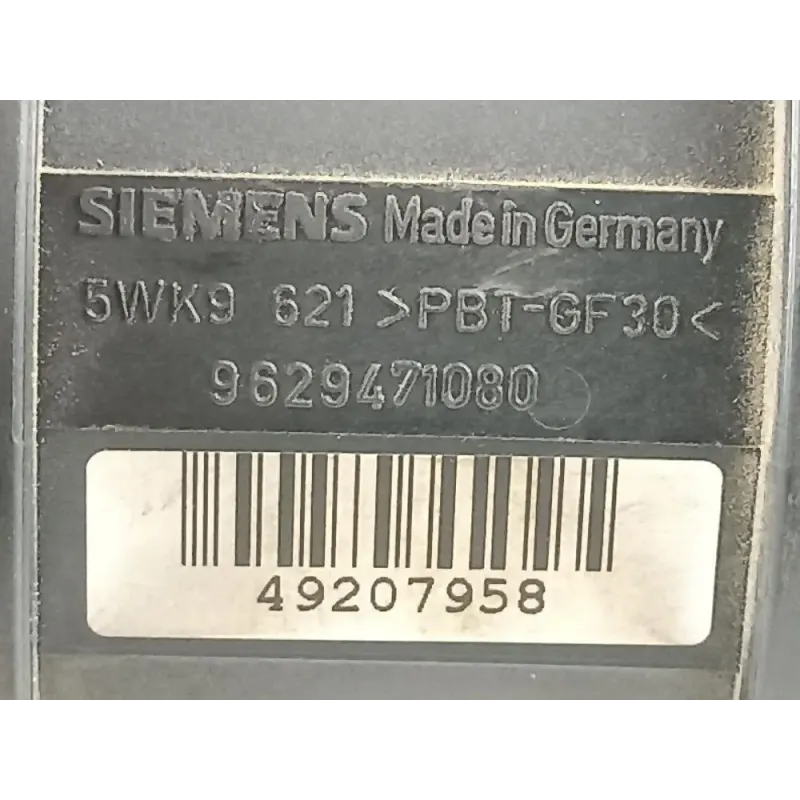 SIEMENS Made in Germany
5WK9 621 >PBT-GF30<
9629471080
49207958